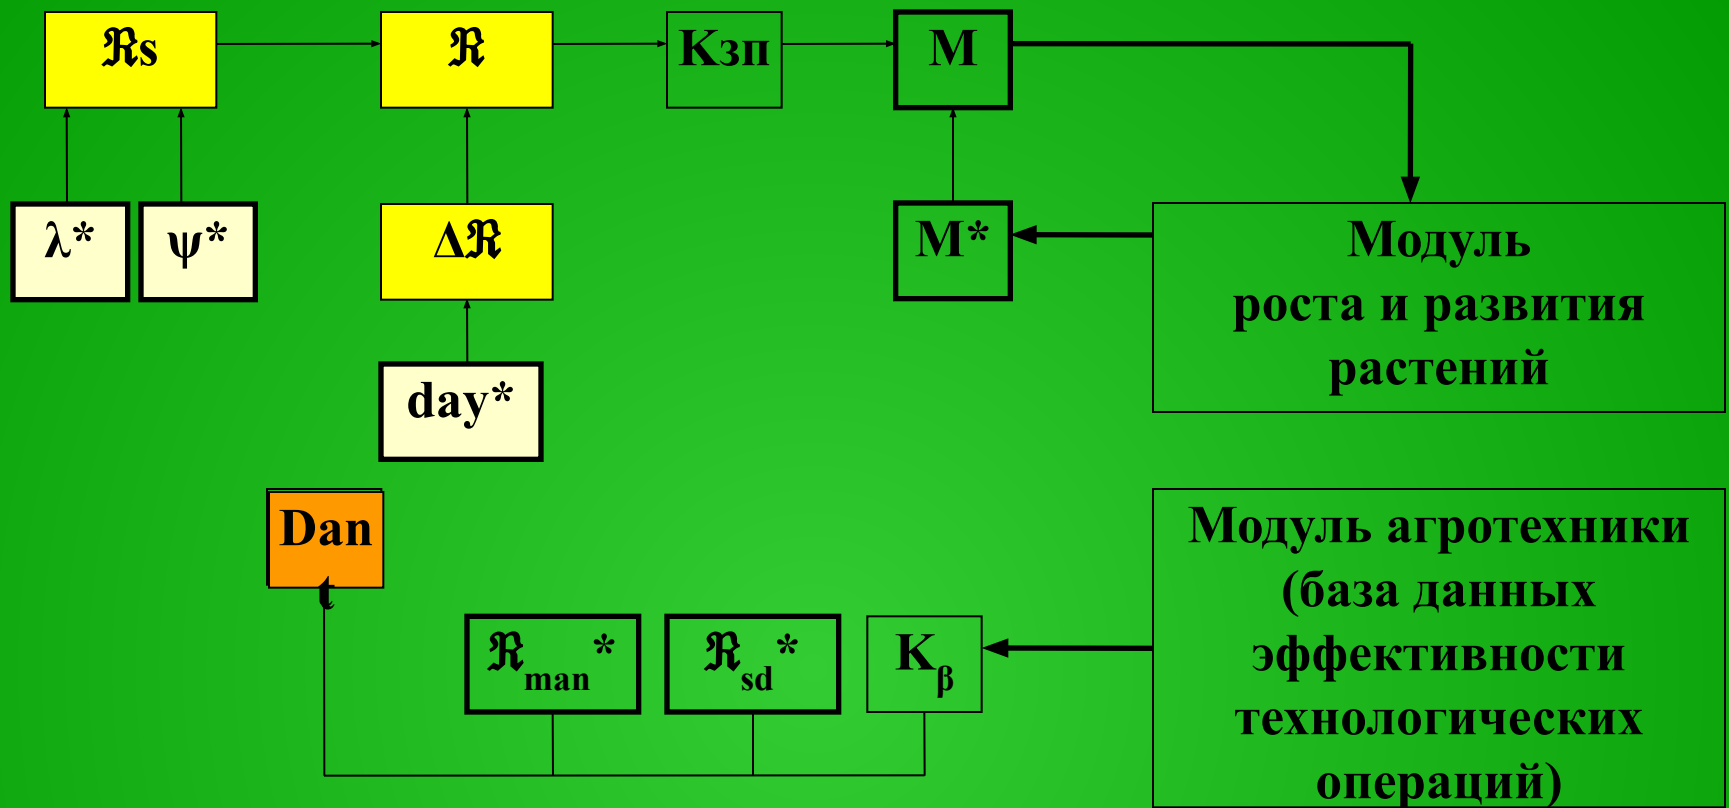 ℜs
ℜ
Kзп
M
λ*
ψ*
Δℜ
M*
Модуль
роста и развития
растений
day*
Dan
t
ℜman*
ℜsd*
Kβ
Модуль агротехники
(база данных
эффективности
технологических
операций)